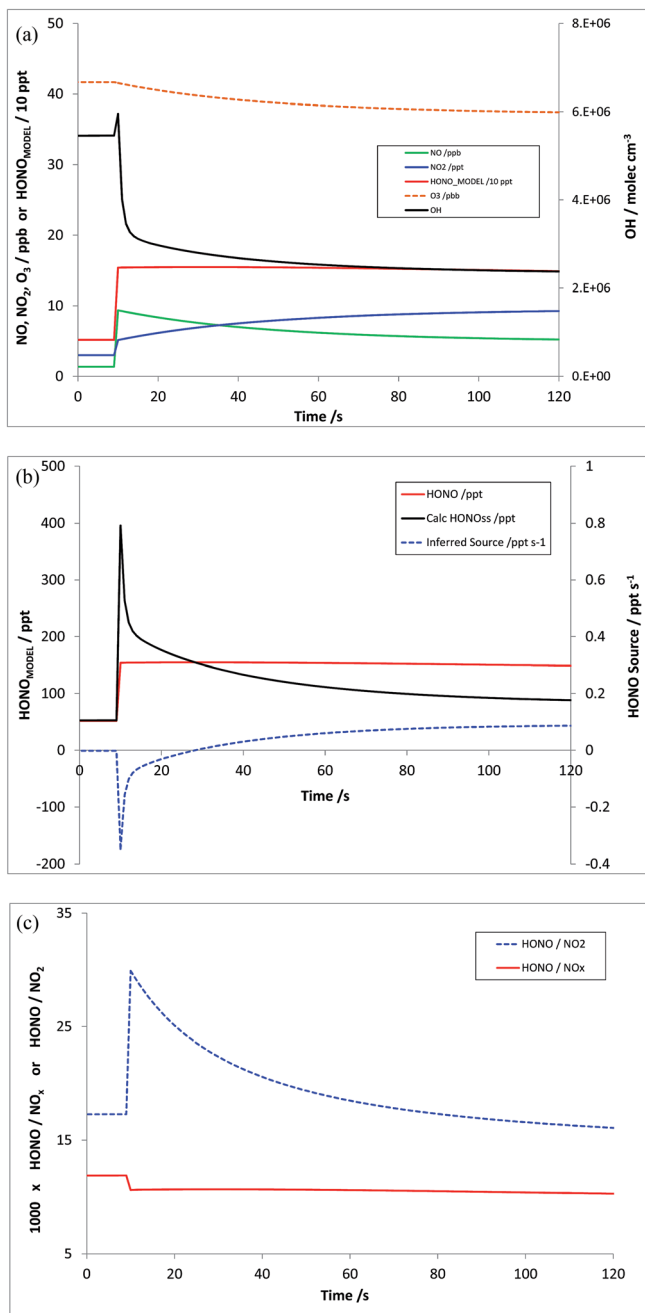 (a)
50
40
30
20
10
0
NO, NO2, O3 / ppb or HONOMODEL / 10 ppt
8.E+06
6.E+06
4.E+06
2.E+06
0.E+00
OH / molec cm-3
NO /ppb
NO2 /ppt
HONO_MODEL /10 ppt
O3 /ppb
OH
0 20 40 60 80 100 120
Time /s
(b)
500
400
300
200
100
0
-100
-200
HONOMODEL / ppt
1
0.8
0.6
0.4
0.2
0
-0.2
-0.4
HONO Source / ppt s-1
HONO /ppt
Calc HONOss /ppt
Inferred Source /ppt s-1
0 20 40 60 80 100 120
Time /s
(c)
35
25
15
5
1000 x HONO / NOx or HONO / NO2
HONO / NO2
HONO / NOx
0 20 40 60 80 100 120
Time /s